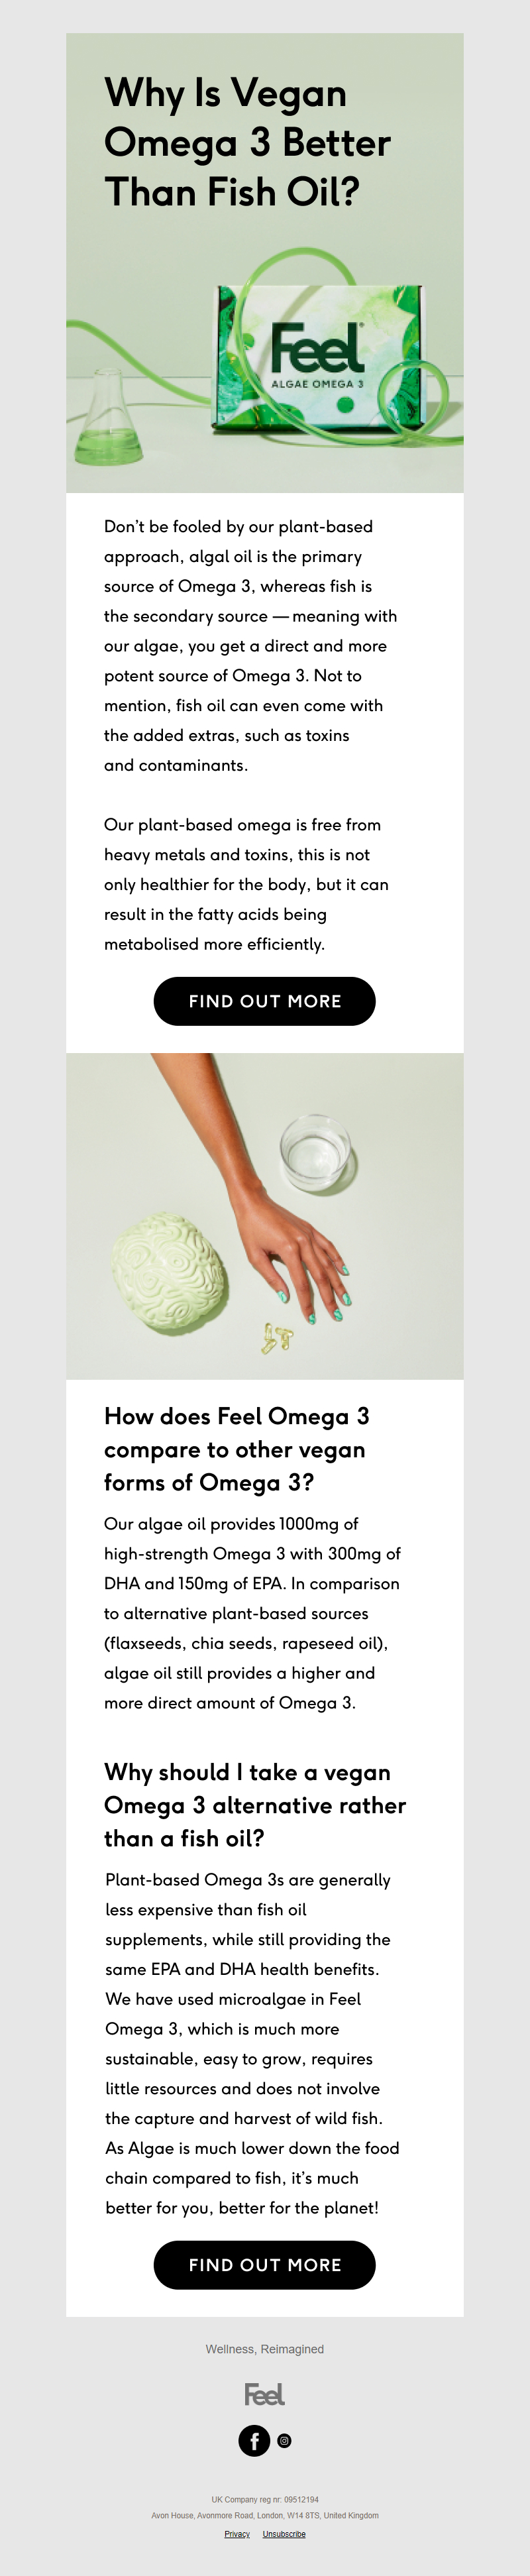 Why Is Vegan
Omega 3 Better
Than Fish Oil?
Feel®
ALGAE OMEGA 3
Don't be fooled by our plant-based
approach, algal oil is the primary
source of Omega 3, whereas fish is
the secondary source — meaning with
our algae, you get a direct and more
potent source of Omega 3. Not to
mention, fish oil can even come with
the added extras, such as toxins
and contaminants.
Our plant-based omega is free from
heavy metals and toxins, this is not
only healthier for the body, but it can
result in the fatty acids being
metabolised more efficiently.
FIND OUT MORE
How does Feel Omega 3
compare to other vegan
forms of Omega 3?
Our algae oil provides 1000mg of
high-strength Omega 3 with 300mg of
DHA and 150mg of EPA. In comparison
to alternative plant-based sources
(flaxseeds, chia seeds, rapeseed oil),
algae oil still provides a higher and
more direct amount of Omega 3.
Why should I take a vegan
Omega 3 alternative rather
than a fish oil?
Plant-based Omega 3s are generally
less expensive than fish oil
supplements, while still providing the
same EPA and DHA health benefits.
We have used microalgae in Feel
Omega 3, which is much more
sustainable, easy to grow, requires
little resources and does not involve
the capture and harvest of wild fish.
As Algae is much lower down the food
chain compared to fish, it's much
better for you, better for the planet!
FIND OUT MORE
Wellness, Reimagined
Feel
UK Company reg nr: 09512194
Avon House, Avonmore Road, London, W14 8TS, United Kingdom
Privacy Unsubscribe